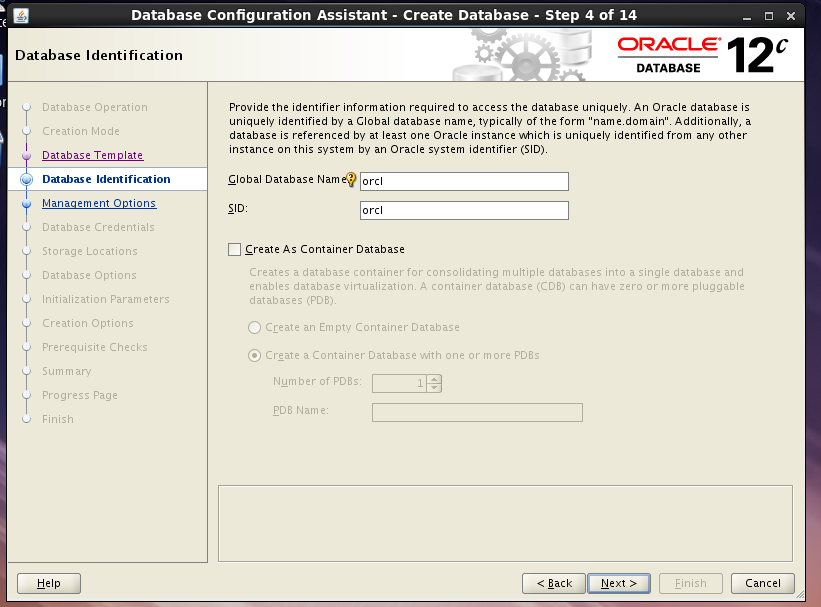 Database Configuration Assistant - Create Database - Step 4 of 14
Database Identification
ORACLE®
DATABASE
12c
Database Operation
Creation Mode
Database Template
Database Identification
Management Options
Database Credentials
Storage Locations
Database Options
Initialization Parameters
Creation Options
Prerequisite Checks
Summary
Progress Page
Finish
Provide the identifier information required to access the database uniquely. An Oracle database is
uniquely identified by a Global database name, typically of the form "name.domain". Additionally, a
database is referenced by at least one Oracle instance which is uniquely identified from any other
instance on this system by an Oracle system identifier (SID).
Global Database Name orcl
SID: orcl
Create As Container Database
Creates a database container for consolidating multiple databases into a single database and
enables database virtualization. A container database (CDB) can have zero or more pluggable
databases (PDB).
Create an Empty Container Database
Create a Container Database with one or more PDBs
Number of PDBs: 1
PDB Name:
Help
< Back
Next >
Finish
Cancel